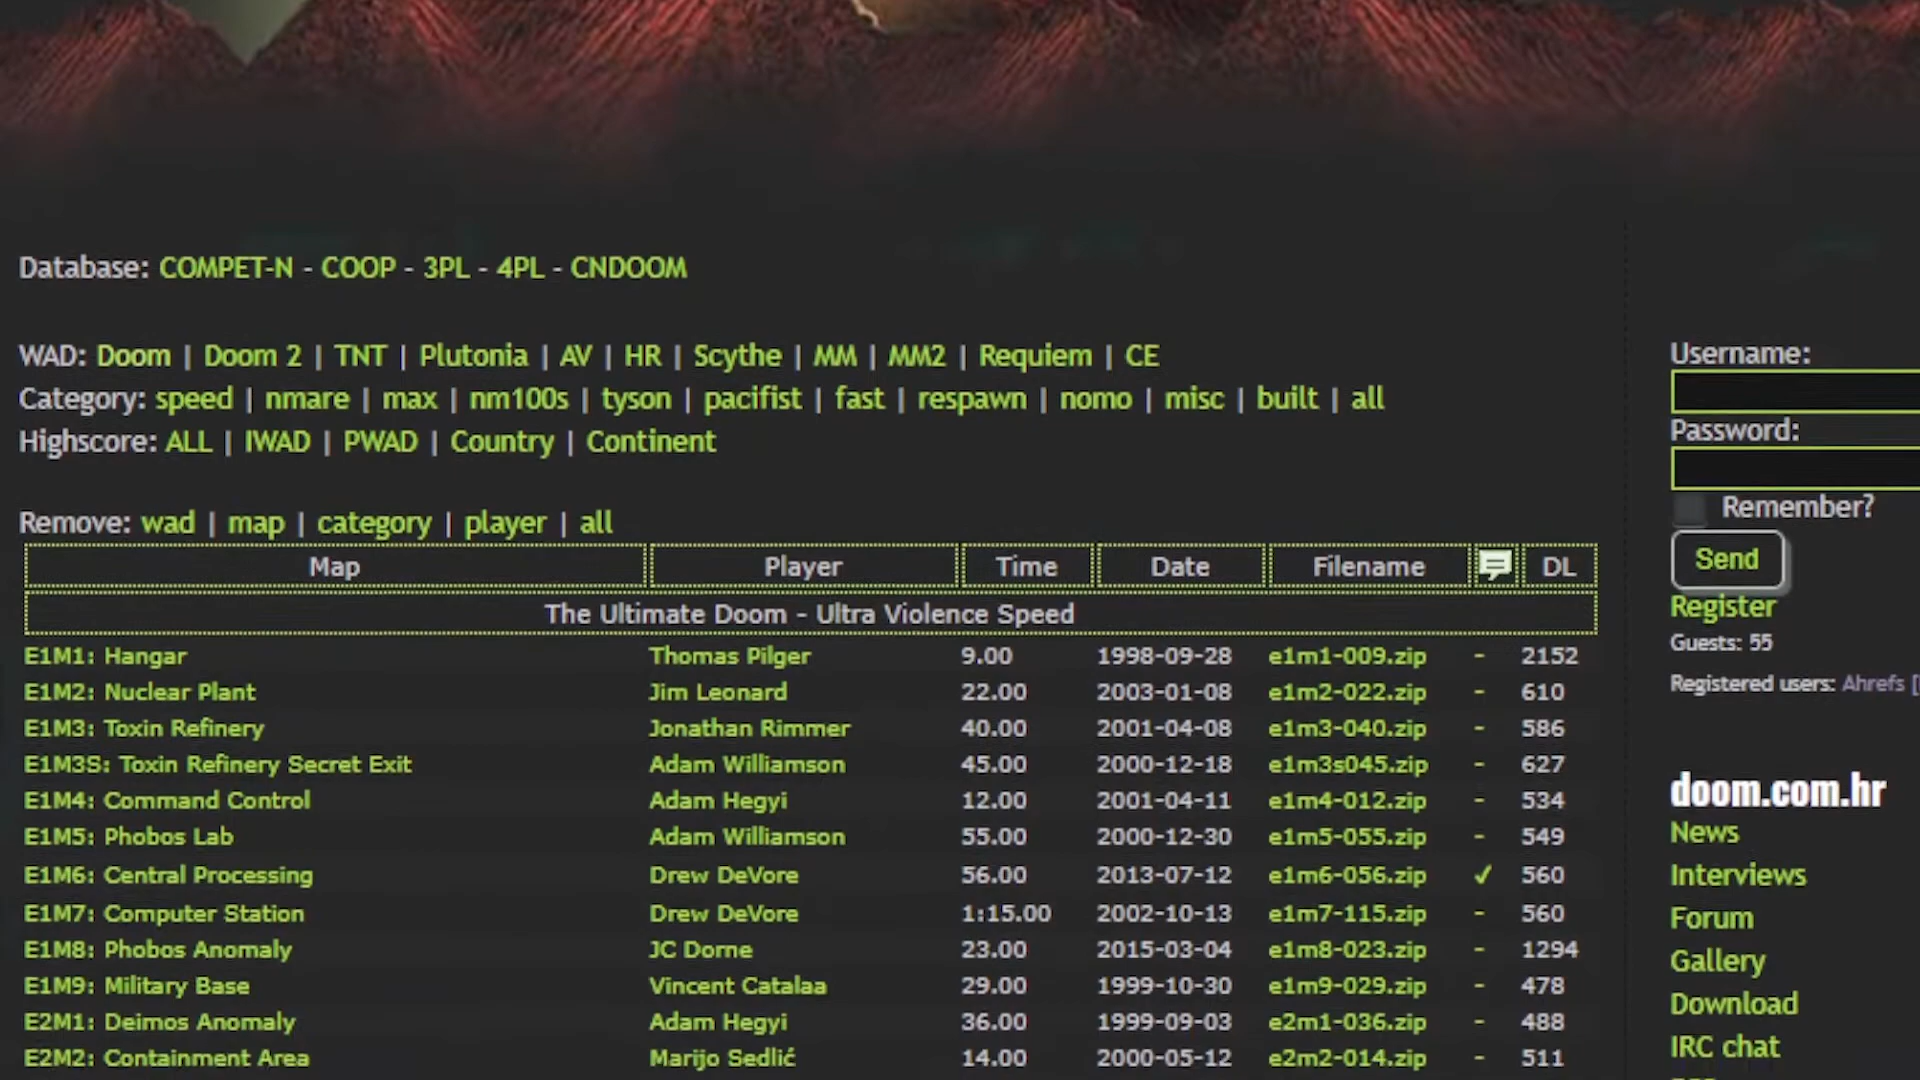 Database: COMPET-N - COOP - 3PL - 4PL - CNDOOM
WAD: Doom | Doom 2 | TNT | Plutonia | AV | HR | Scythe | MM | MM2 | Requiem | CE
Category: speed | nmare | max | nm100s | tyson | pacifist | fast | respawn | nomo | misc | built | all
Highscore: ALL | IWAD | PWAD | Country | Continent
Remove: wad | map | category | player | all
Map Player Time Date Filename DL
The Ultimate Doom - Ultra Violence Speed
E1M1: Hangar Thomas Pilger 9.00 1998-09-28 e1m1-009.zip - 2152
E1M2: Nuclear Plant Jim Leonard 22.00 2003-01-08 e1m2-022.zip - 610
E1M3: Toxin Refinery Jonathan Rimmer 40.00 2001-04-08 e1m3-040.zip - 586
E1M3S: Toxin Refinery Secret Exit Adam Williamson 45.00 2000-12-18 e1m3s045.zip - 627
E1M4: Command Control Adam Hegyi 12.00 2001-04-11 e1m4-012.zip - 534
E1M5: Phobos Lab Adam Williamson 55.00 2000-12-30 e1m5-055.zip - 549
E1M6: Central Processing Drew DeVore 56.00 2013-07-12 e1m6-056.zip ✓ 560
E1M7: Computer Station Drew DeVore 1:15.00 2002-10-13 e1m7-115.zip - 560
E1M8: Phobos Anomaly JC Dorne 23.00 2015-03-04 e1m8-023.zip - 1294
E1M9: Military Base Vincent Catalaa 29.00 1999-10-30 e1m9-029.zip - 478
E2M1: Deimos Anomaly Adam Hegyi 36.00 1999-09-03 e2m1-036.zip - 488
E2M2: Containment Area Marijo Sedlić 14.00 2000-05-12 e2m2-014.zip - 511
Username:
Password:
Remember?
Send
Register
Guests: 55
Registered users: Ahrefs [
doom.com.hr
News
Interviews
Forum
Gallery
Download
IRC chat